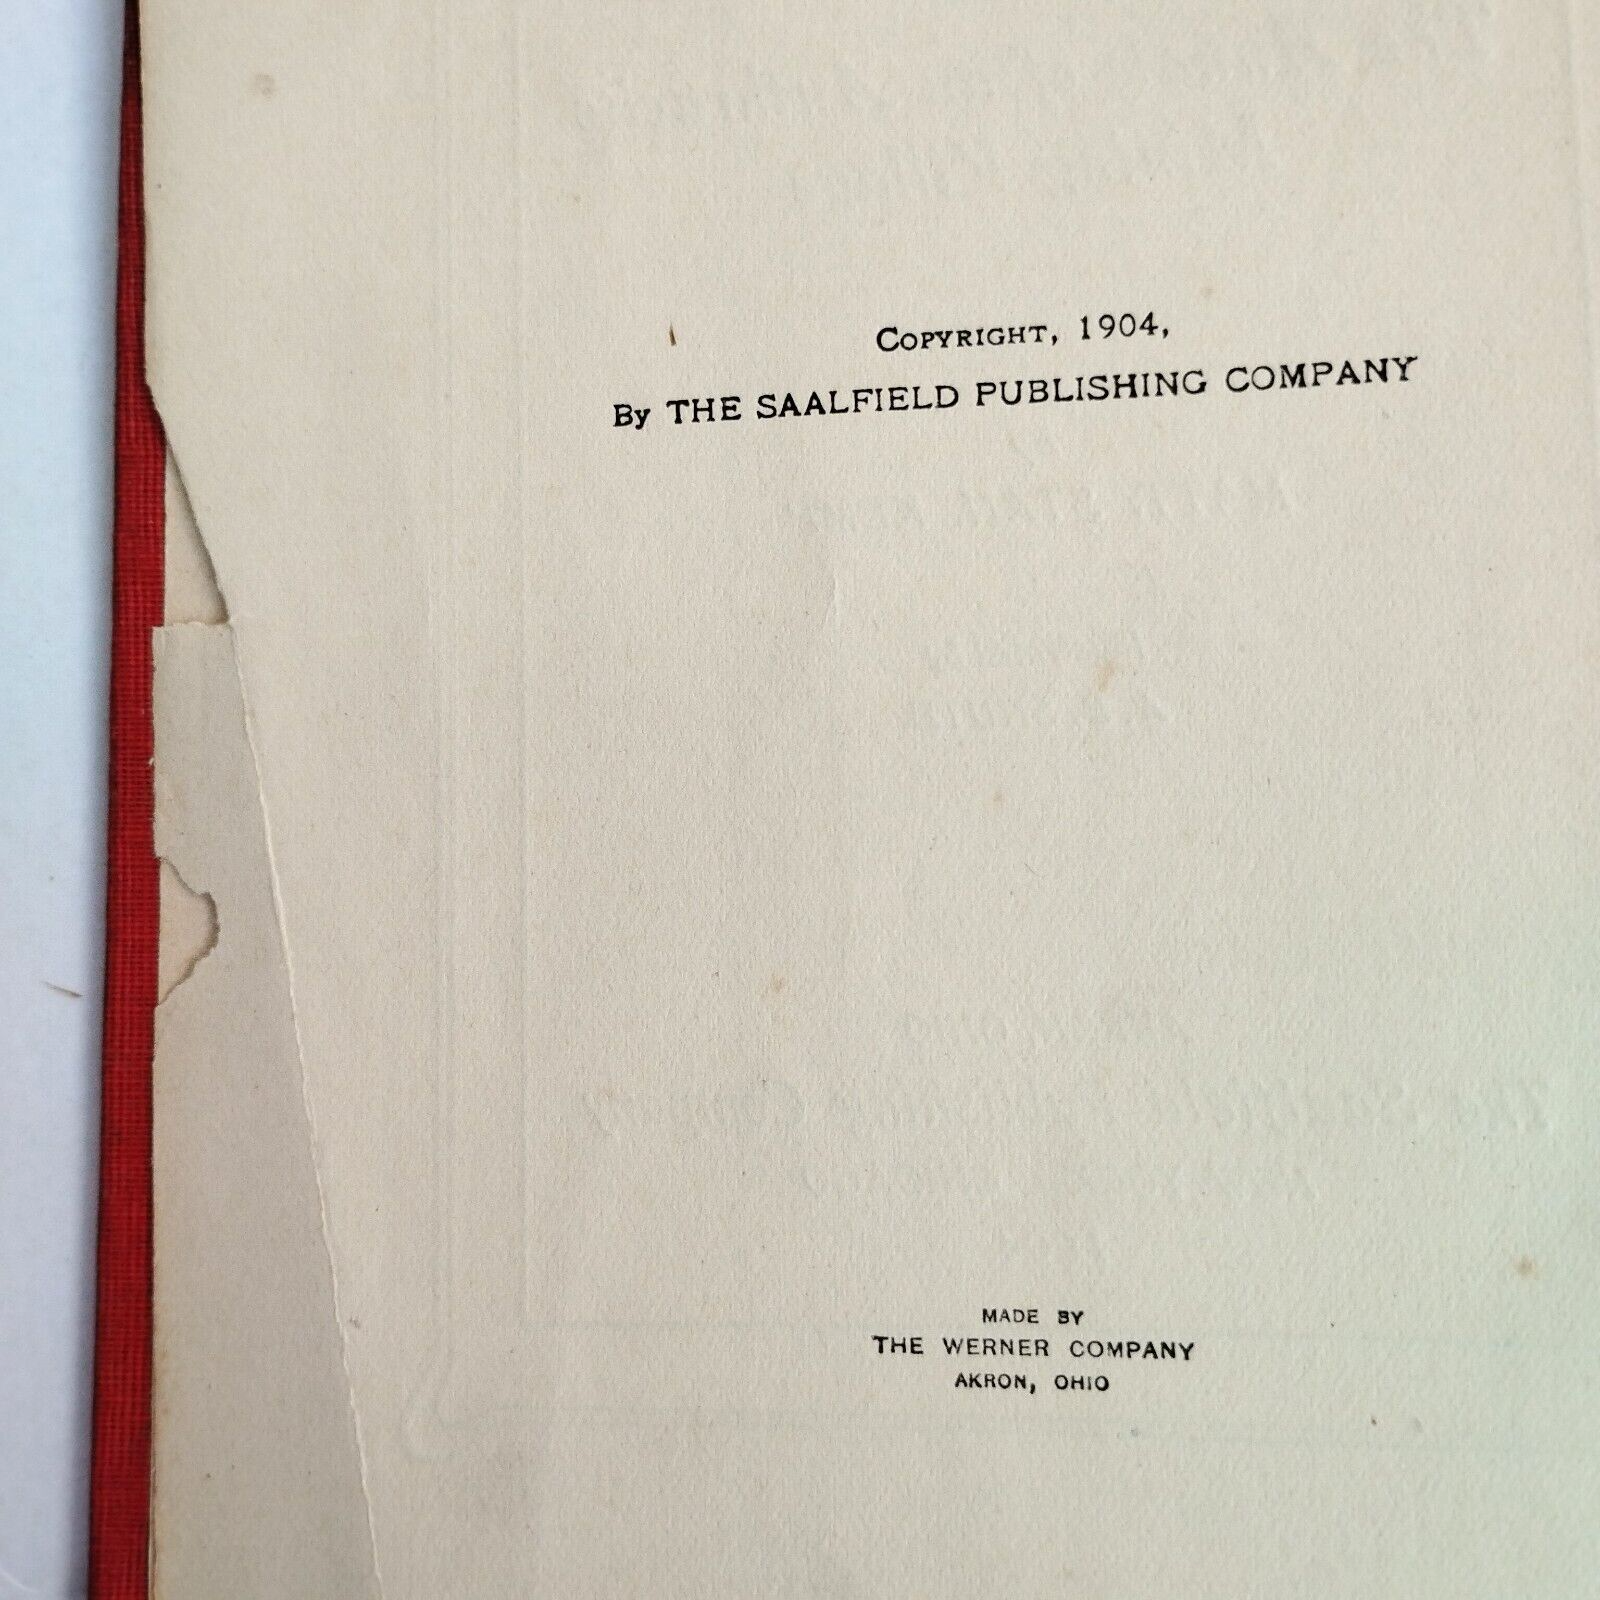 Copyright, 1904,
By THE SAALFIELD PUBLISHING COMPANY
MADE BY
THE WERNER COMPANY
AKRON, OHIO